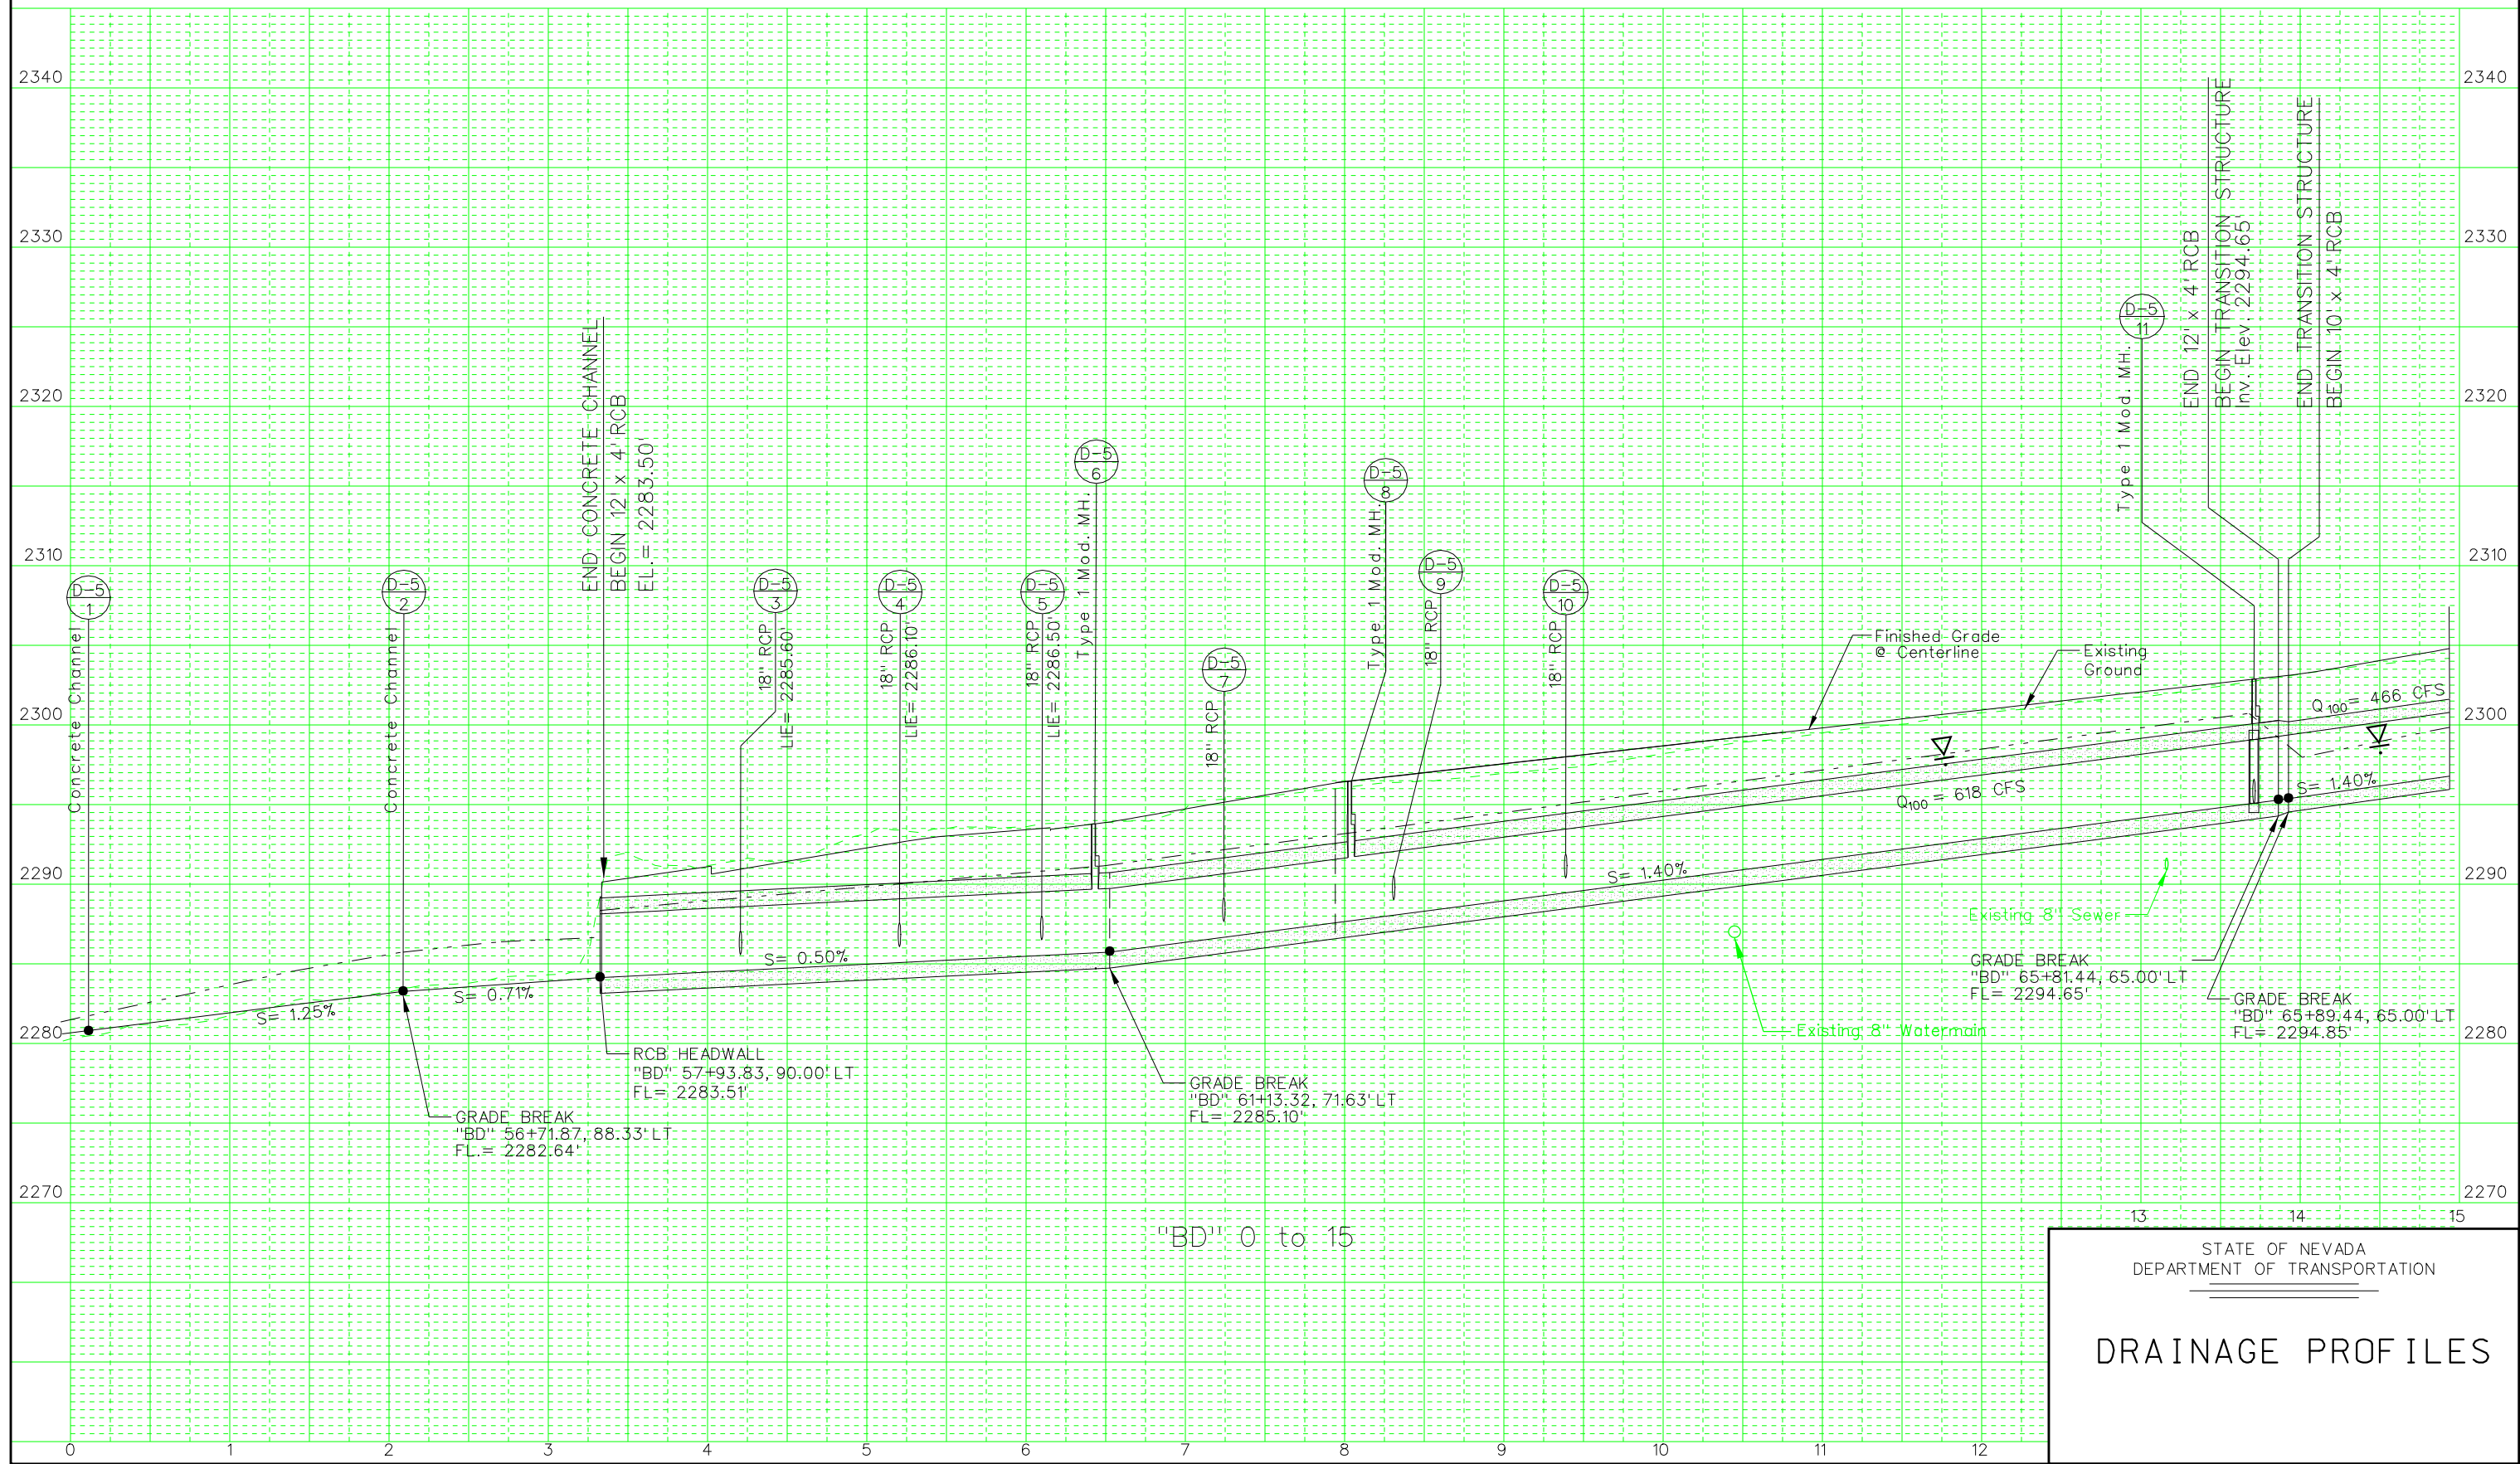 2340
2340
2330
2330
2320
2320
2310
2310
2300
2300
2290
2290
2280
2280
2270
2270
D-5
1
Concrete Channel
D-5
2
Concrete Channel
END CONCRETE CHANNEL
BEGIN 12' x 4' RCB
EL.= 2283.50'
D-5
3
18" RCP
LIE= 2285.60'
D-5
4
18" RCP
LIE= 2286.10'
D-5
5
18" RCP
LIE= 2286.50'
D-5
6
Type 1 Mod. MH.
D-5
7
18" RCP
D-5
8
Type 1 Mod. MH.
D-5
9
18" RCP
D-5
10
18" RCP
D-5
11
Type 1 Mod. MH.
END 12' x 4' RCB
BEGIN TRANSITION STRUCTURE
Inv. Elev. 2294.65'
END TRANSITION STRUCTURE
BEGIN 10' x 4' RCB
Finished Grade
@ Centerline
Existing
Ground
Q100 = 466 CFS
Q100 = 618 CFS
S= 1.40%
S= 1.40%
S= 0.50%
S= 0.71%
S= 1.25%
Existing 8" Sewer
Existing 8" Watermain
GRADE BREAK
"BD" 65+81.44, 65.00' LT
FL= 2294.65'
GRADE BREAK
"BD" 65+89.44, 65.00' LT
FL= 2294.85'
RCB HEADWALL
"BD" 57+93.83, 90.00' LT
FL= 2283.51'
GRADE BREAK
"BD" 61+13.32, 71.63' LT
FL= 2285.10'
GRADE BREAK
"BD" 56+71.87, 88.33' LT
FL.= 2282.64'
"BD" 0 to 15
13 14 15
STATE OF NEVADA
DEPARTMENT OF TRANSPORTATION
DRAINAGE PROFILES
0 1 2 3 4 5 6 7 8 9 10 11 12